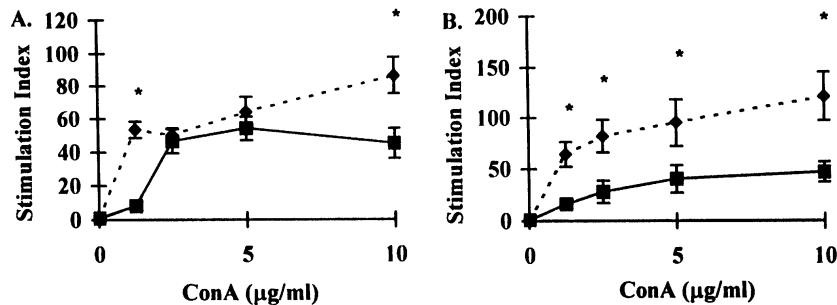 A.
120
100
80
60
40
20
0
Stimulation Index
*
*
0 5 10
ConA (µg/ml)
B.
200
150
100
50
0
Stimulation Index
*
*
*
*
0 5 10
ConA (µg/ml)